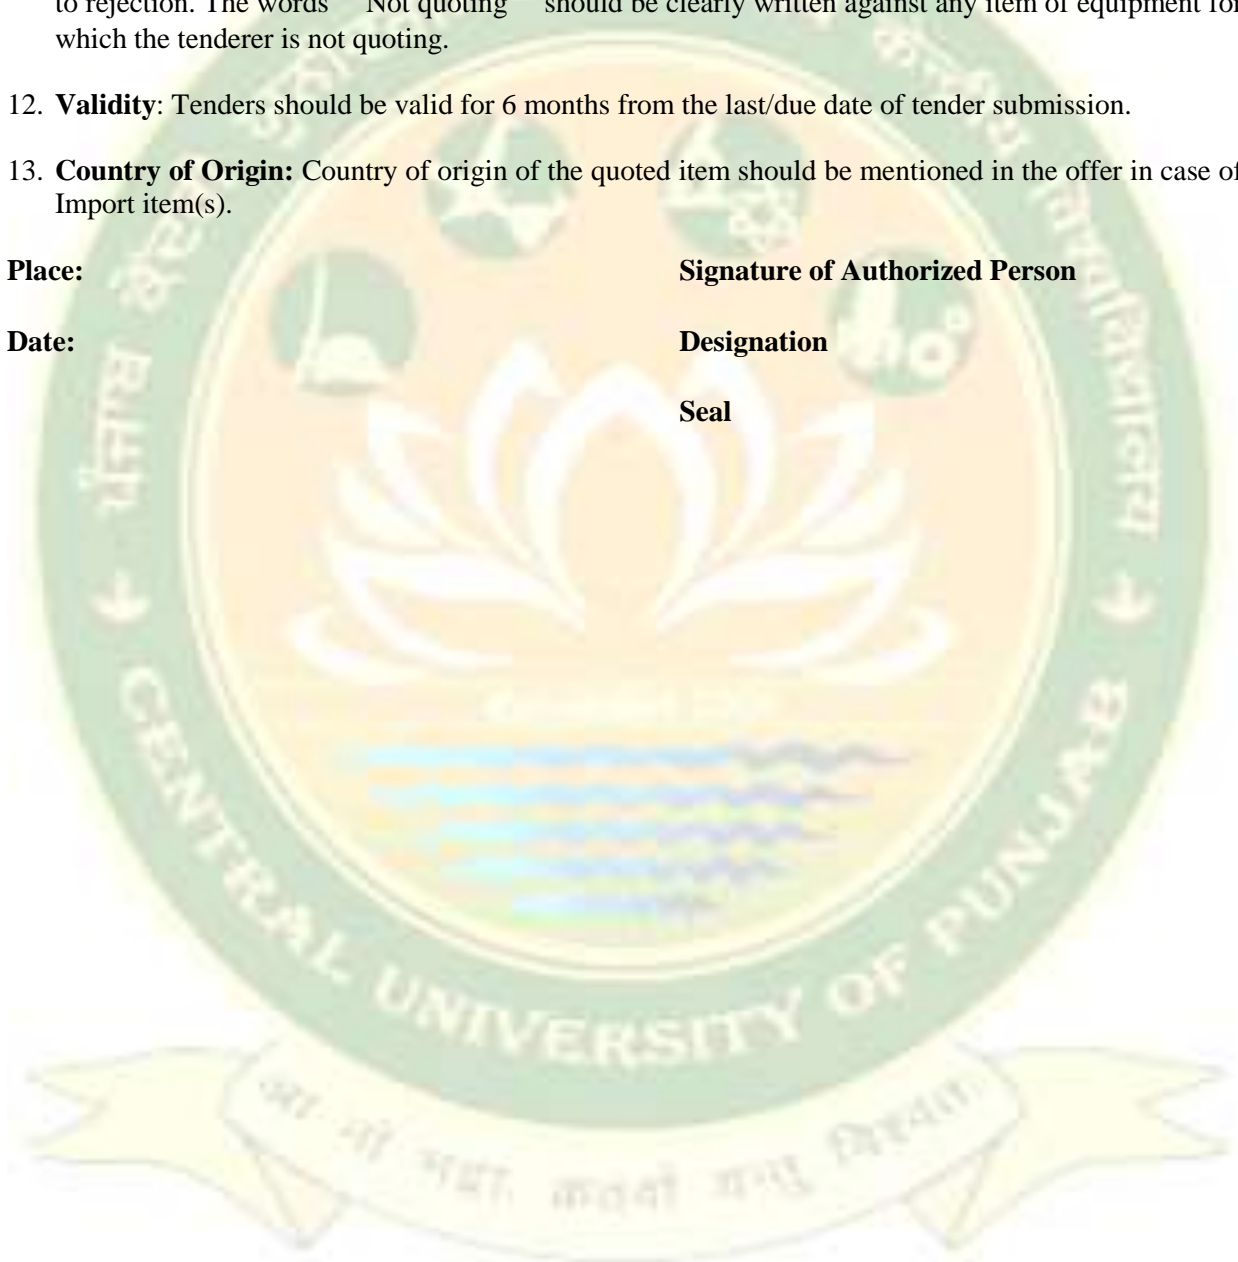 to rejection. The words Not quoting should be clearly written against any item of equipment for
which the tenderer is not quoting.
12. Validity: Tenders should be valid for 6 months from the last/due date of tender submission.
13. Country of Origin: Country of origin of the quoted item should be mentioned in the offer in case of
Import item(s).
Place: Signature of Authorized Person
Date: Designation
Seal
पंजाब केन्द्रीय विश्वविद्यालय
CENTRAL UNIVERSITY OF PUNJAB